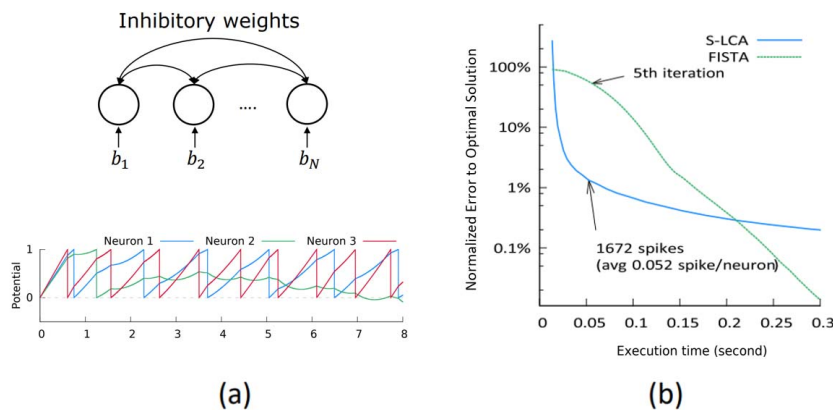 Inhibitory weights
....
b1 b2 bN
Neuron 1 Neuron 2 Neuron 3
1
0
Potential
0 1 2 3 4 5 6 7 8
(a)
S-LCA
FISTA
100%
5th iteration
10%
1%
0.1%
1672 spikes
(avg 0.052 spike/neuron)
Normalized Error to Optimal Solution
0 0.05 0.1 0.15 0.2 0.25 0.3
Execution time (second)
(b)